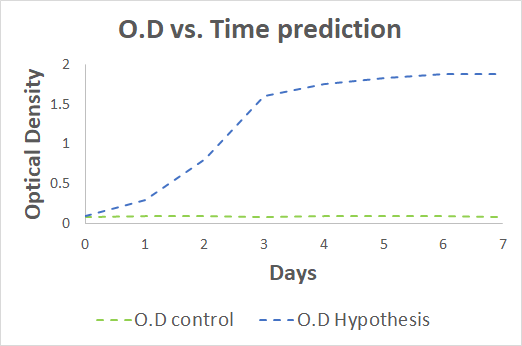 O.D vs. Time prediction
Optical Density
2
1.5
1
0.5
0
0 1 2 3 4 5 6 7
Days
O.D control O.D Hypothesis